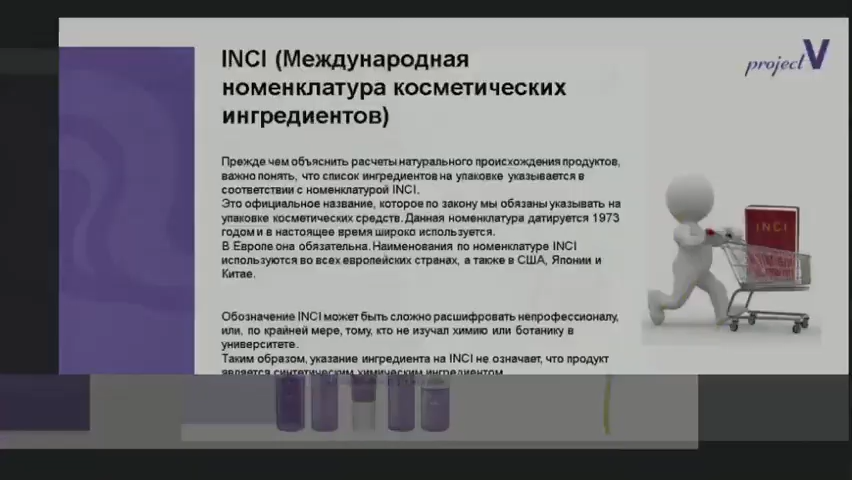 INCI (Международная
номенклатура косметических
ингредиентов)
project V
Прежде чем объяснить расчеты натурального происхождения продуктов,
важно понять, что список ингредиентов на упаковке указывается в
соответствии с номенклатурой INCI.
Это официальное название, которое по закону мы обязаны указывать на
упаковке косметических средств. Данная номенклатура датируется 1973
годом и в настоящее время широко используется.
В Европе она обязательна. Наименования по номенклатуре INCI
используются во всех европейских странах, а также в США, Японии и
Китае.
INCI
Обозначение INCI может быть сложно расшифровать непрофессионалу,
или, по крайней мере, тому, кто не изучал химию или ботанику в
университете.
Таким образом, указание ингредиента на INCI не означает, что продукт
является синтетическим химическим ингредиентом